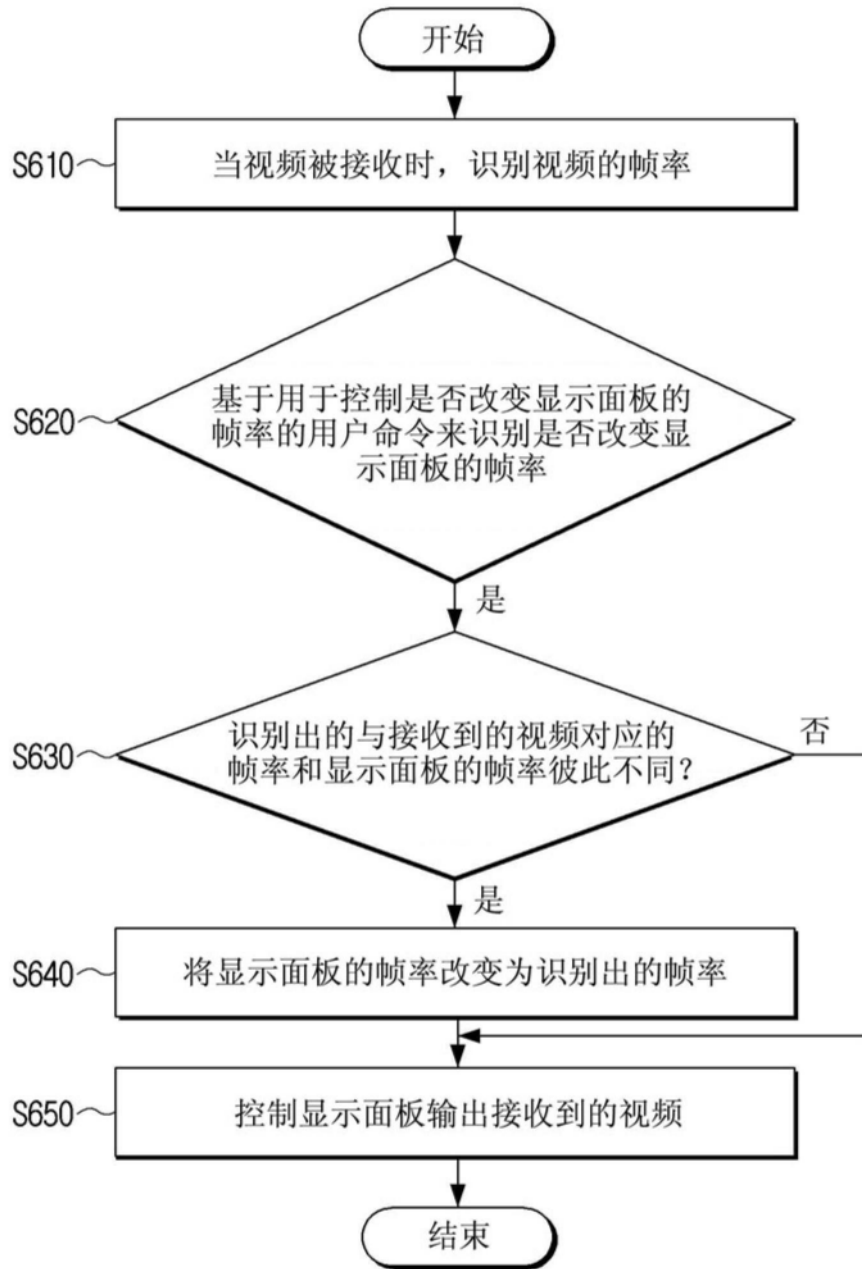 开始
S610
当视频被接收时，识别视频的帧率
S620
基于用于控制是否改变显示面板的
帧率的用户命令来识别是否改变显
示面板的帧率
是
S630
识别出的与接收到的视频对应的
帧率和显示面板的帧率彼此不同？
否
是
S640
将显示面板的帧率改变为识别出的帧率
S650
控制显示面板输出接收到的视频
结束